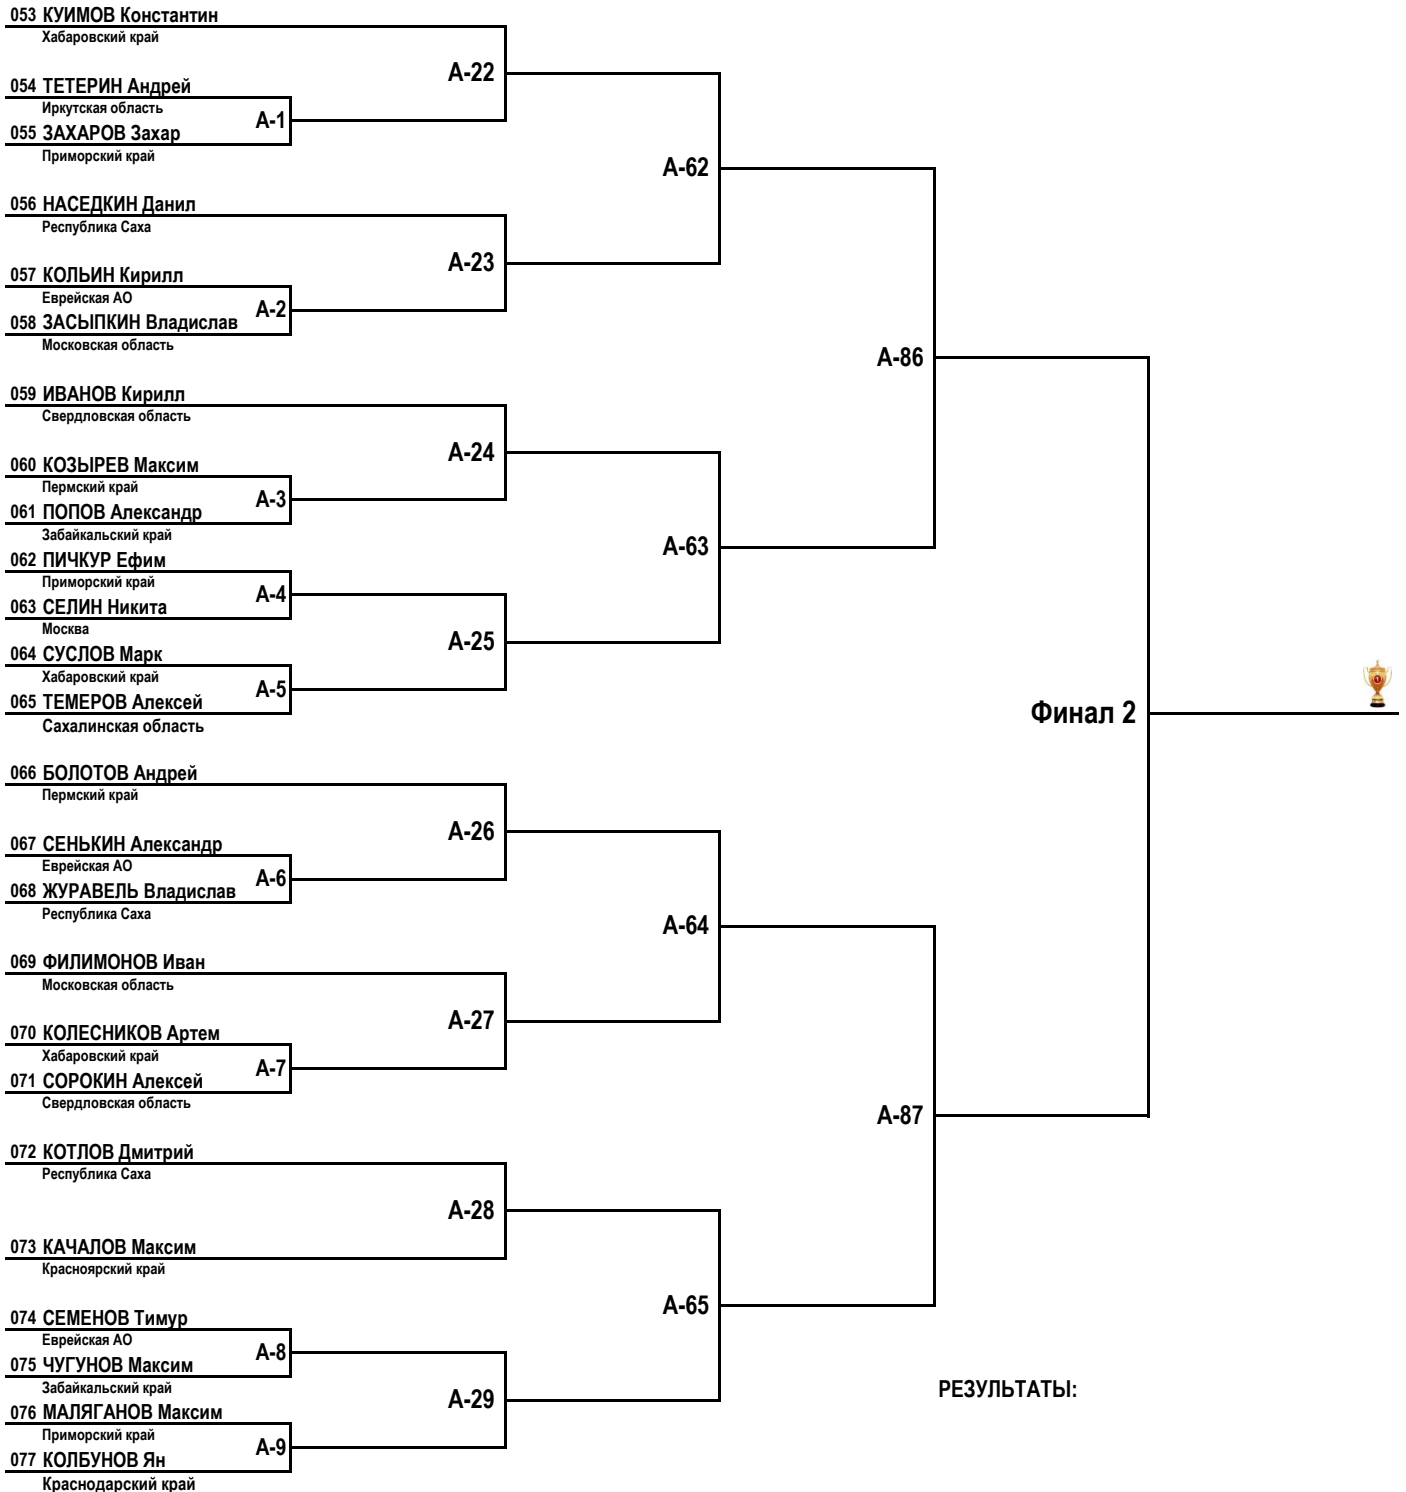 053 КУИМОВ Константин
Хабаровский край
А-22
054 ТЕТЕРИН Андрей
Иркутская область
А-1
055 ЗАХАРОВ Захар
Приморский край
А-62
056 НАСЕДКИН Данил
Республика Саха
А-23
057 КОЛЬИН Кирилл
Еврейская АО
А-2
058 ЗАСЫПКИН Владислав
Московская область
А-86
059 ИВАНОВ Кирилл
Свердловская область
А-24
060 КОЗЫРЕВ Максим
Пермский край
А-3
061 ПОПОВ Александр
Забайкальский край
А-63
062 ПИЧКУР Ефим
Приморский край
А-4
063 СЕЛИН Никита
Москва
А-25
064 СУСЛОВ Марк
Хабаровский край
А-5
065 ТЕМЕРОВ Алексей
Сахалинская область
Финал 2
1
066 БОЛОТОВ Андрей
Пермский край
А-26
067 СЕНЬКИН Александр
Еврейская АО
А-6
068 ЖУРАВЕЛЬ Владислав
Республика Саха
А-64
069 ФИЛИМОНОВ Иван
Московская область
А-27
070 КОЛЕСНИКОВ Артем
Хабаровский край
А-7
071 СОРОКИН Алексей
Свердловская область
А-87
072 КОТЛОВ Дмитрий
Республика Саха
А-28
073 КАЧАЛОВ Максим
Красноярский край
А-65
074 СЕМЕНОВ Тимур
Еврейская АО
А-8
075 ЧУГУНОВ Максим
Забайкальский край
А-29
РЕЗУЛЬТАТЫ:
076 МАЛЯГАНОВ Максим
Приморский край
А-9
077 КОЛБУНОВ Ян
Краснодарский край